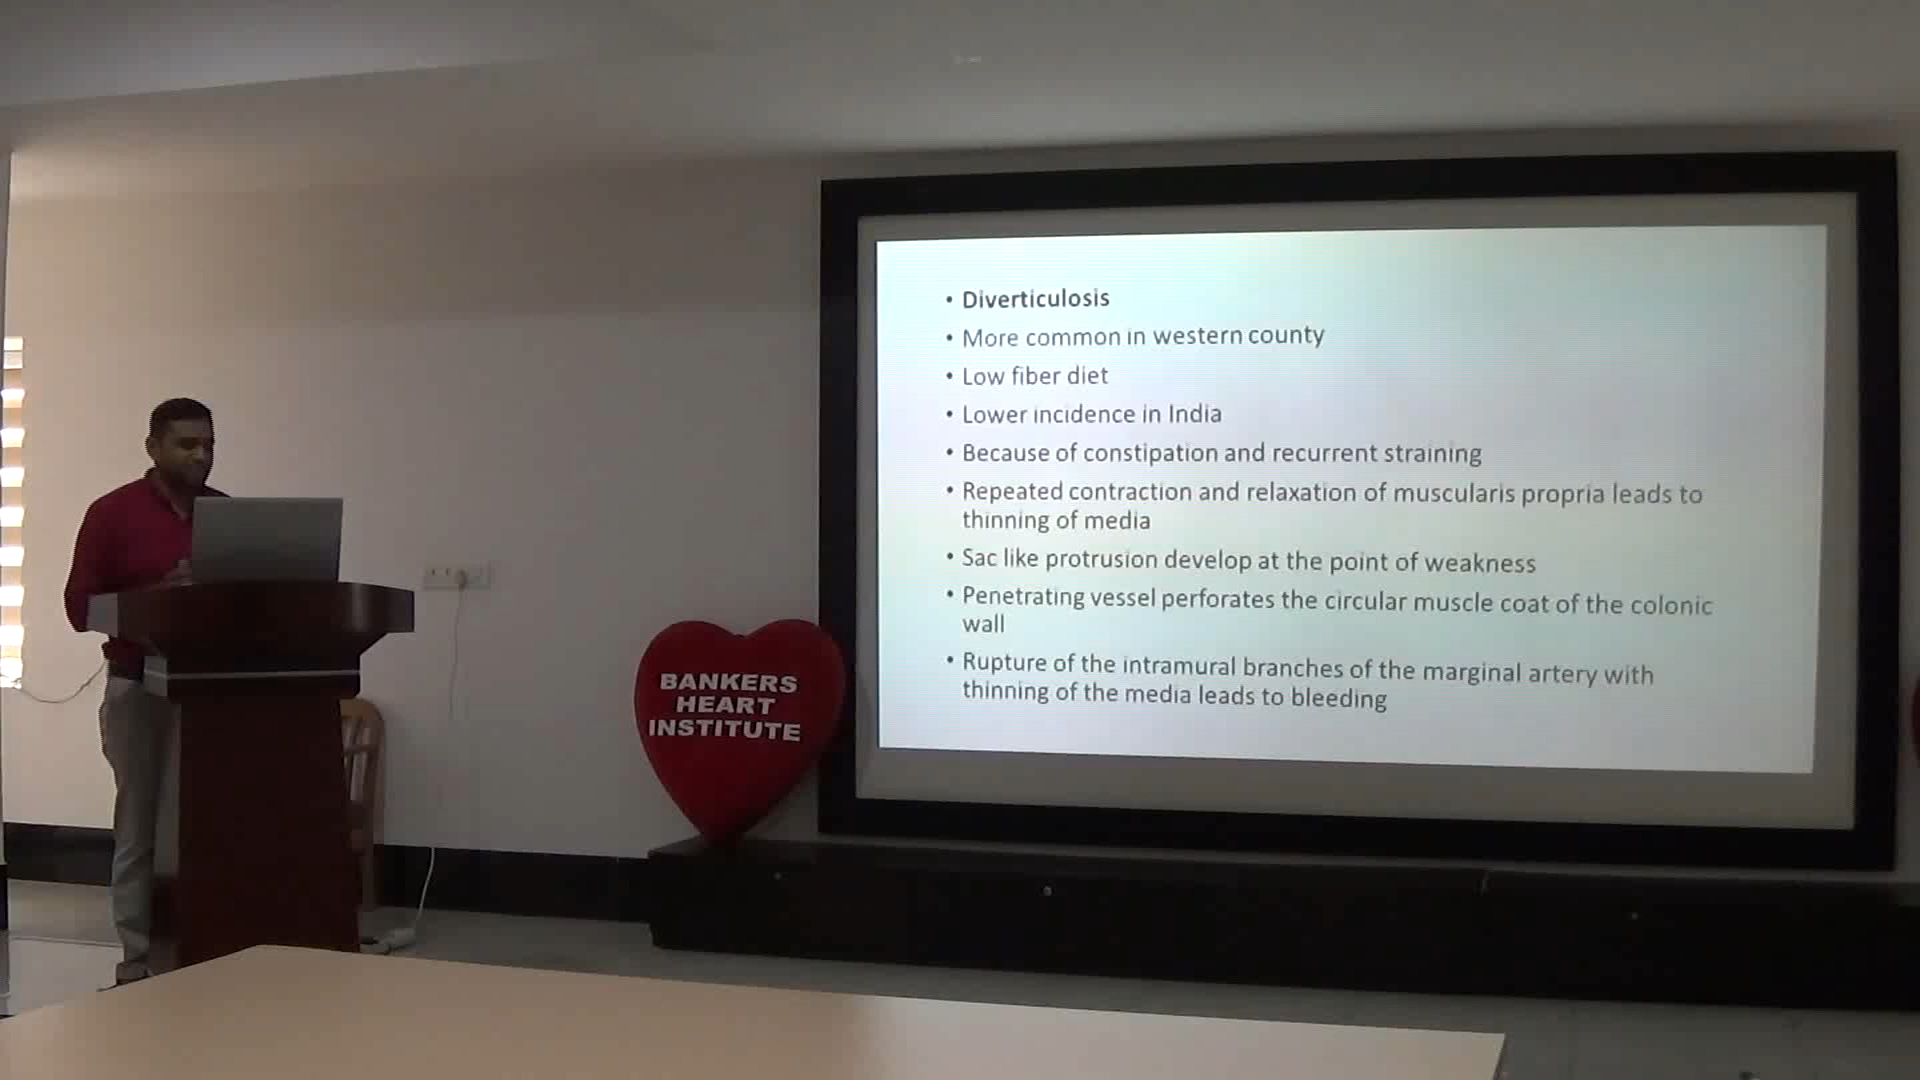 • Diverticulosis
• More common in western county
• Low fiber diet
• Lower incidence in India
• Because of constipation and recurrent straining
• Repeated contraction and relaxation of muscularis propria leads to
thinning of media
• Sac like protrusion develop at the point of weakness
• Penetrating vessel perforates the circular muscle coat of the colonic
wall
• Rupture of the intramural branches of the marginal artery with
thinning of the media leads to bleeding
BANKERS
HEART
INSTITUTE